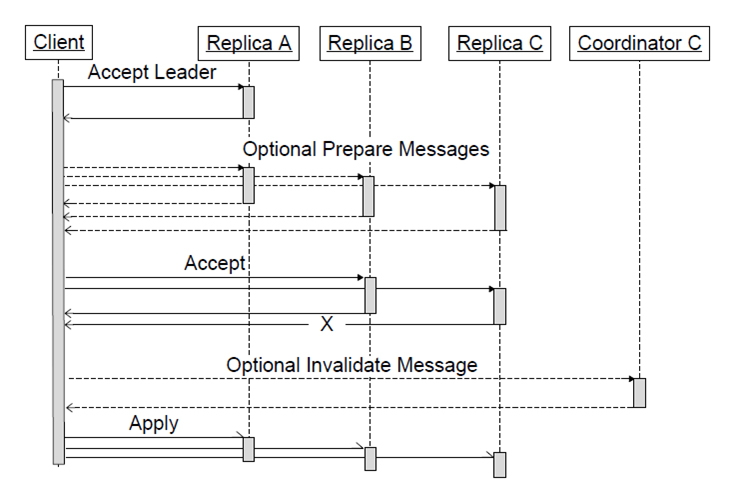 Client
Replica A
Replica B
Replica C
Coordinator C
Accept Leader
Optional Prepare Messages
Accept
X
Optional Invalidate Message
Apply